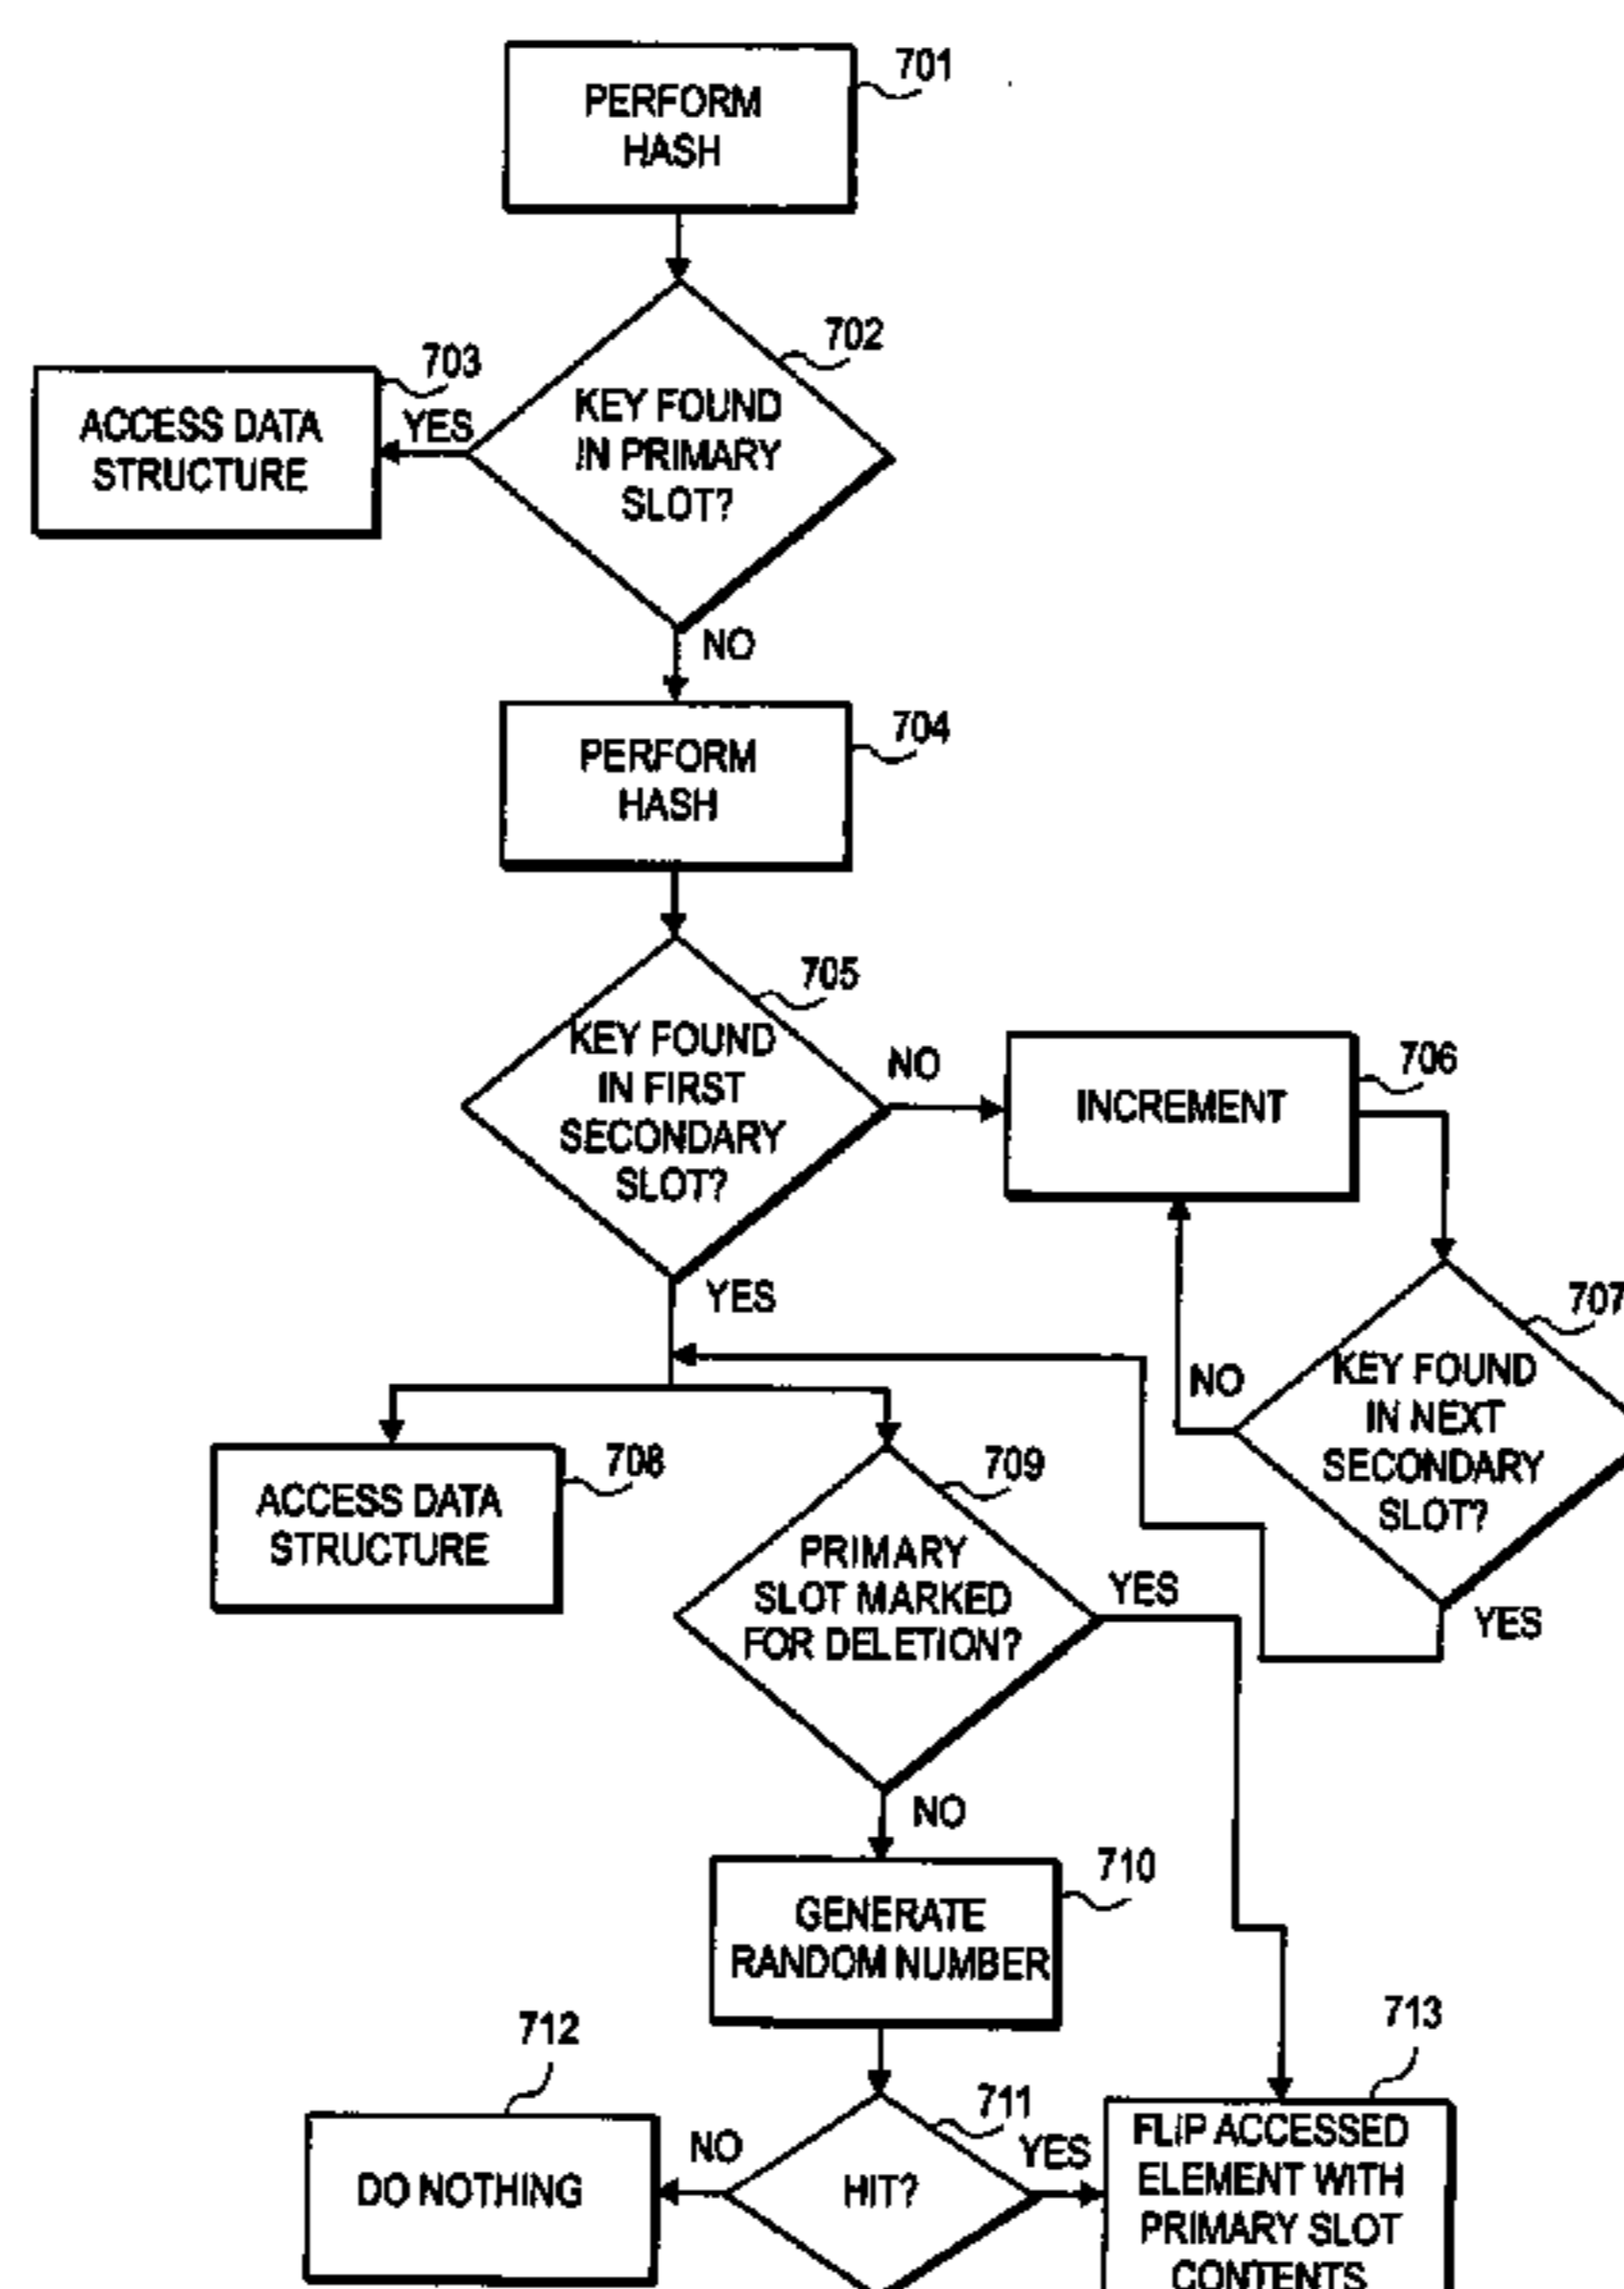 701
PERFORM
HASH
702
KEY FOUND
IN PRIMARY
SLOT?
703
YES
ACCESS DATA
STRUCTURE
NO
704
PERFORM
HASH
705
KEY FOUND
IN FIRST
SECONDARY
SLOT?
NO
706
INCREMENT
YES
707
KEY FOUND
IN NEXT
SECONDARY
SLOT?
NO
YES
708
ACCESS DATA
STRUCTURE
709
PRIMARY
SLOT MARKED
FOR DELETION?
YES
NO
710
GENERATE
RANDOM NUMBER
711
HIT?
NO
712
DO NOTHING
YES
713
FLIP ACCESSED
ELEMENT WITH
PRIMARY SLOT
CONTENTS